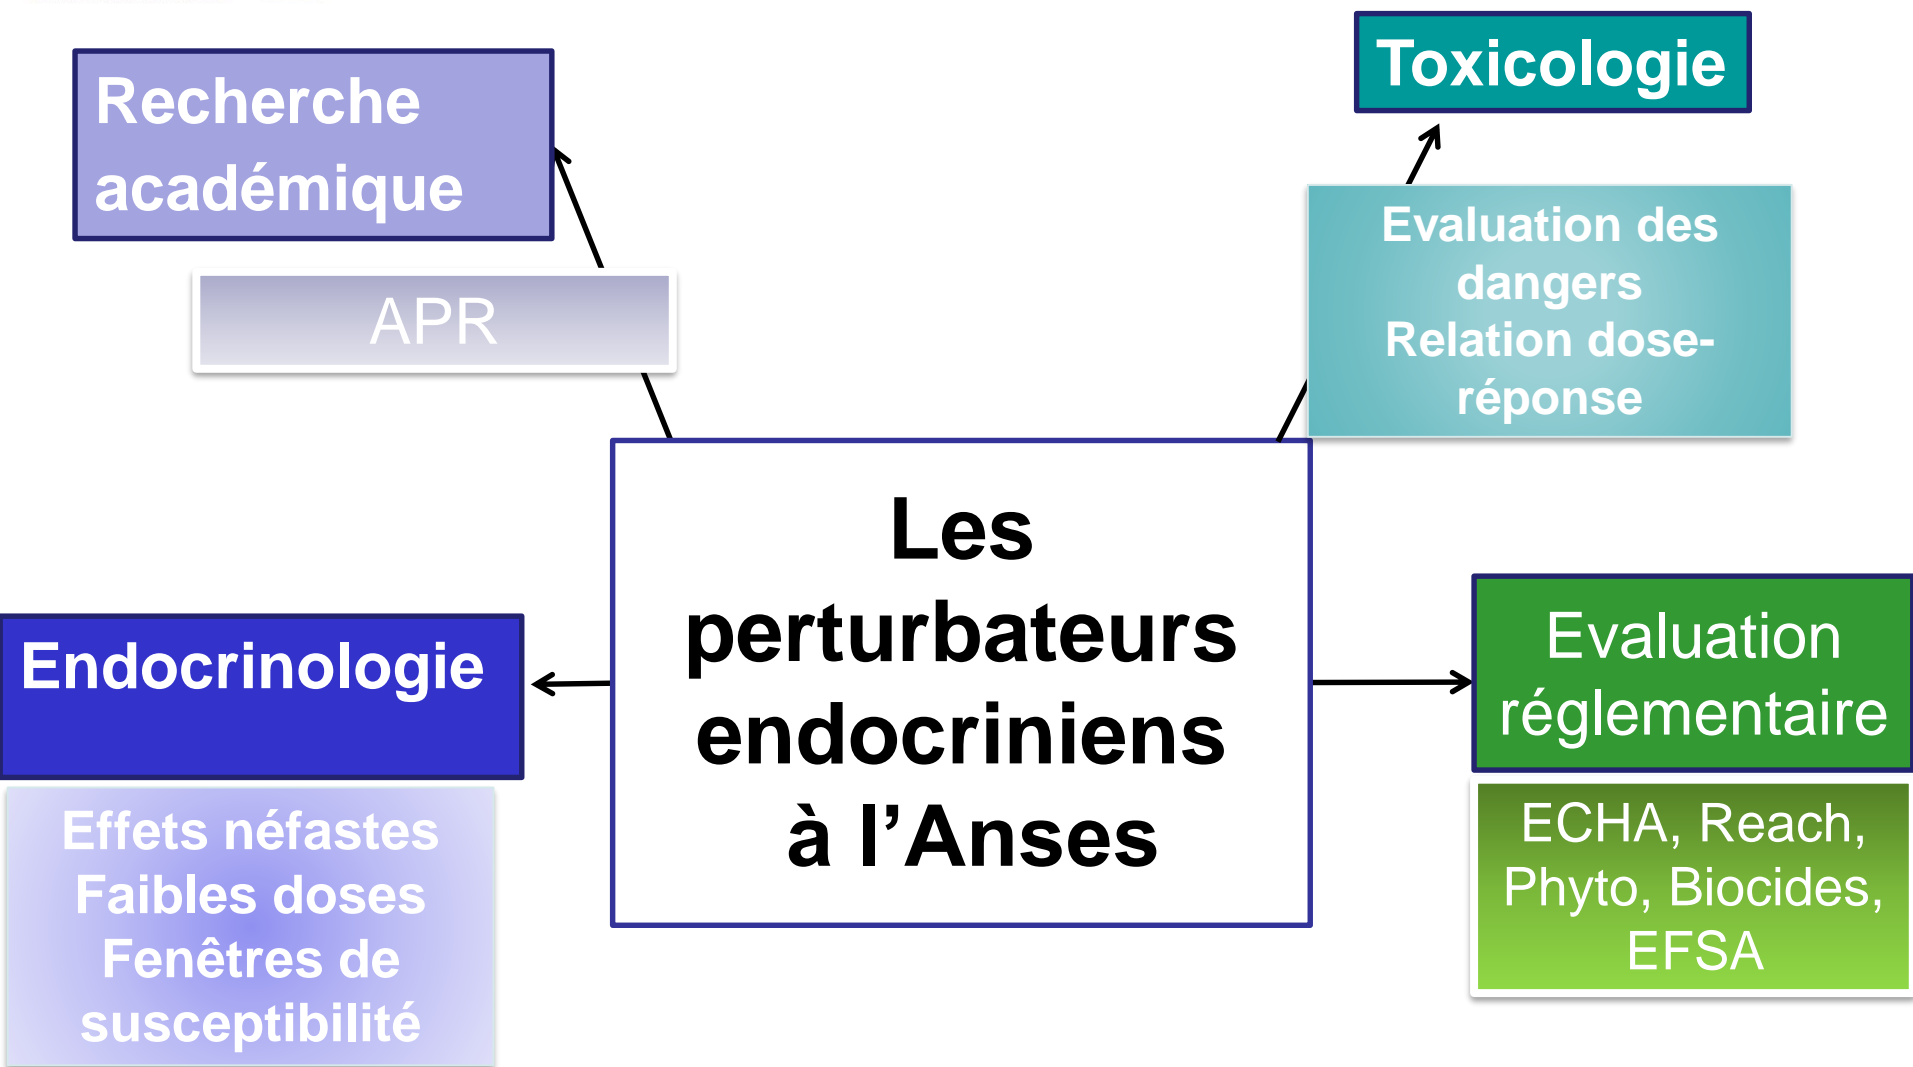 Recherche
académique
APR
Toxicologie
Evaluation des
dangers
Relation dose-
réponse
Les
perturbateurs
endocriniens
à l’Anses
Endocrinologie
Effets néfastes
Faibles doses
Fenêtres de
susceptibilité
Evaluation
réglementaire
ECHA, Reach,
Phyto, Biocides,
EFSA